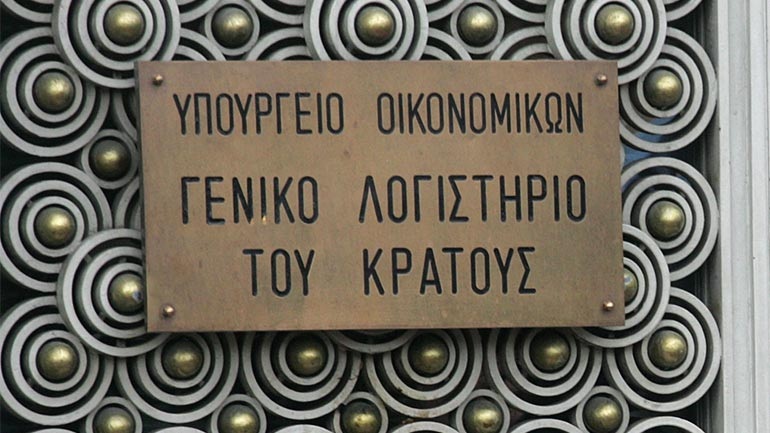 ΥΠΟΥΡΓΕΙΟ ΟΙΚΟΝΟΜΙΚΩΝ
ΓΕΝΙΚΟ ΛΟΓΙΣΤΗΡΙΟ
ΤΟΥ ΚΡΑΤΟΥΣ